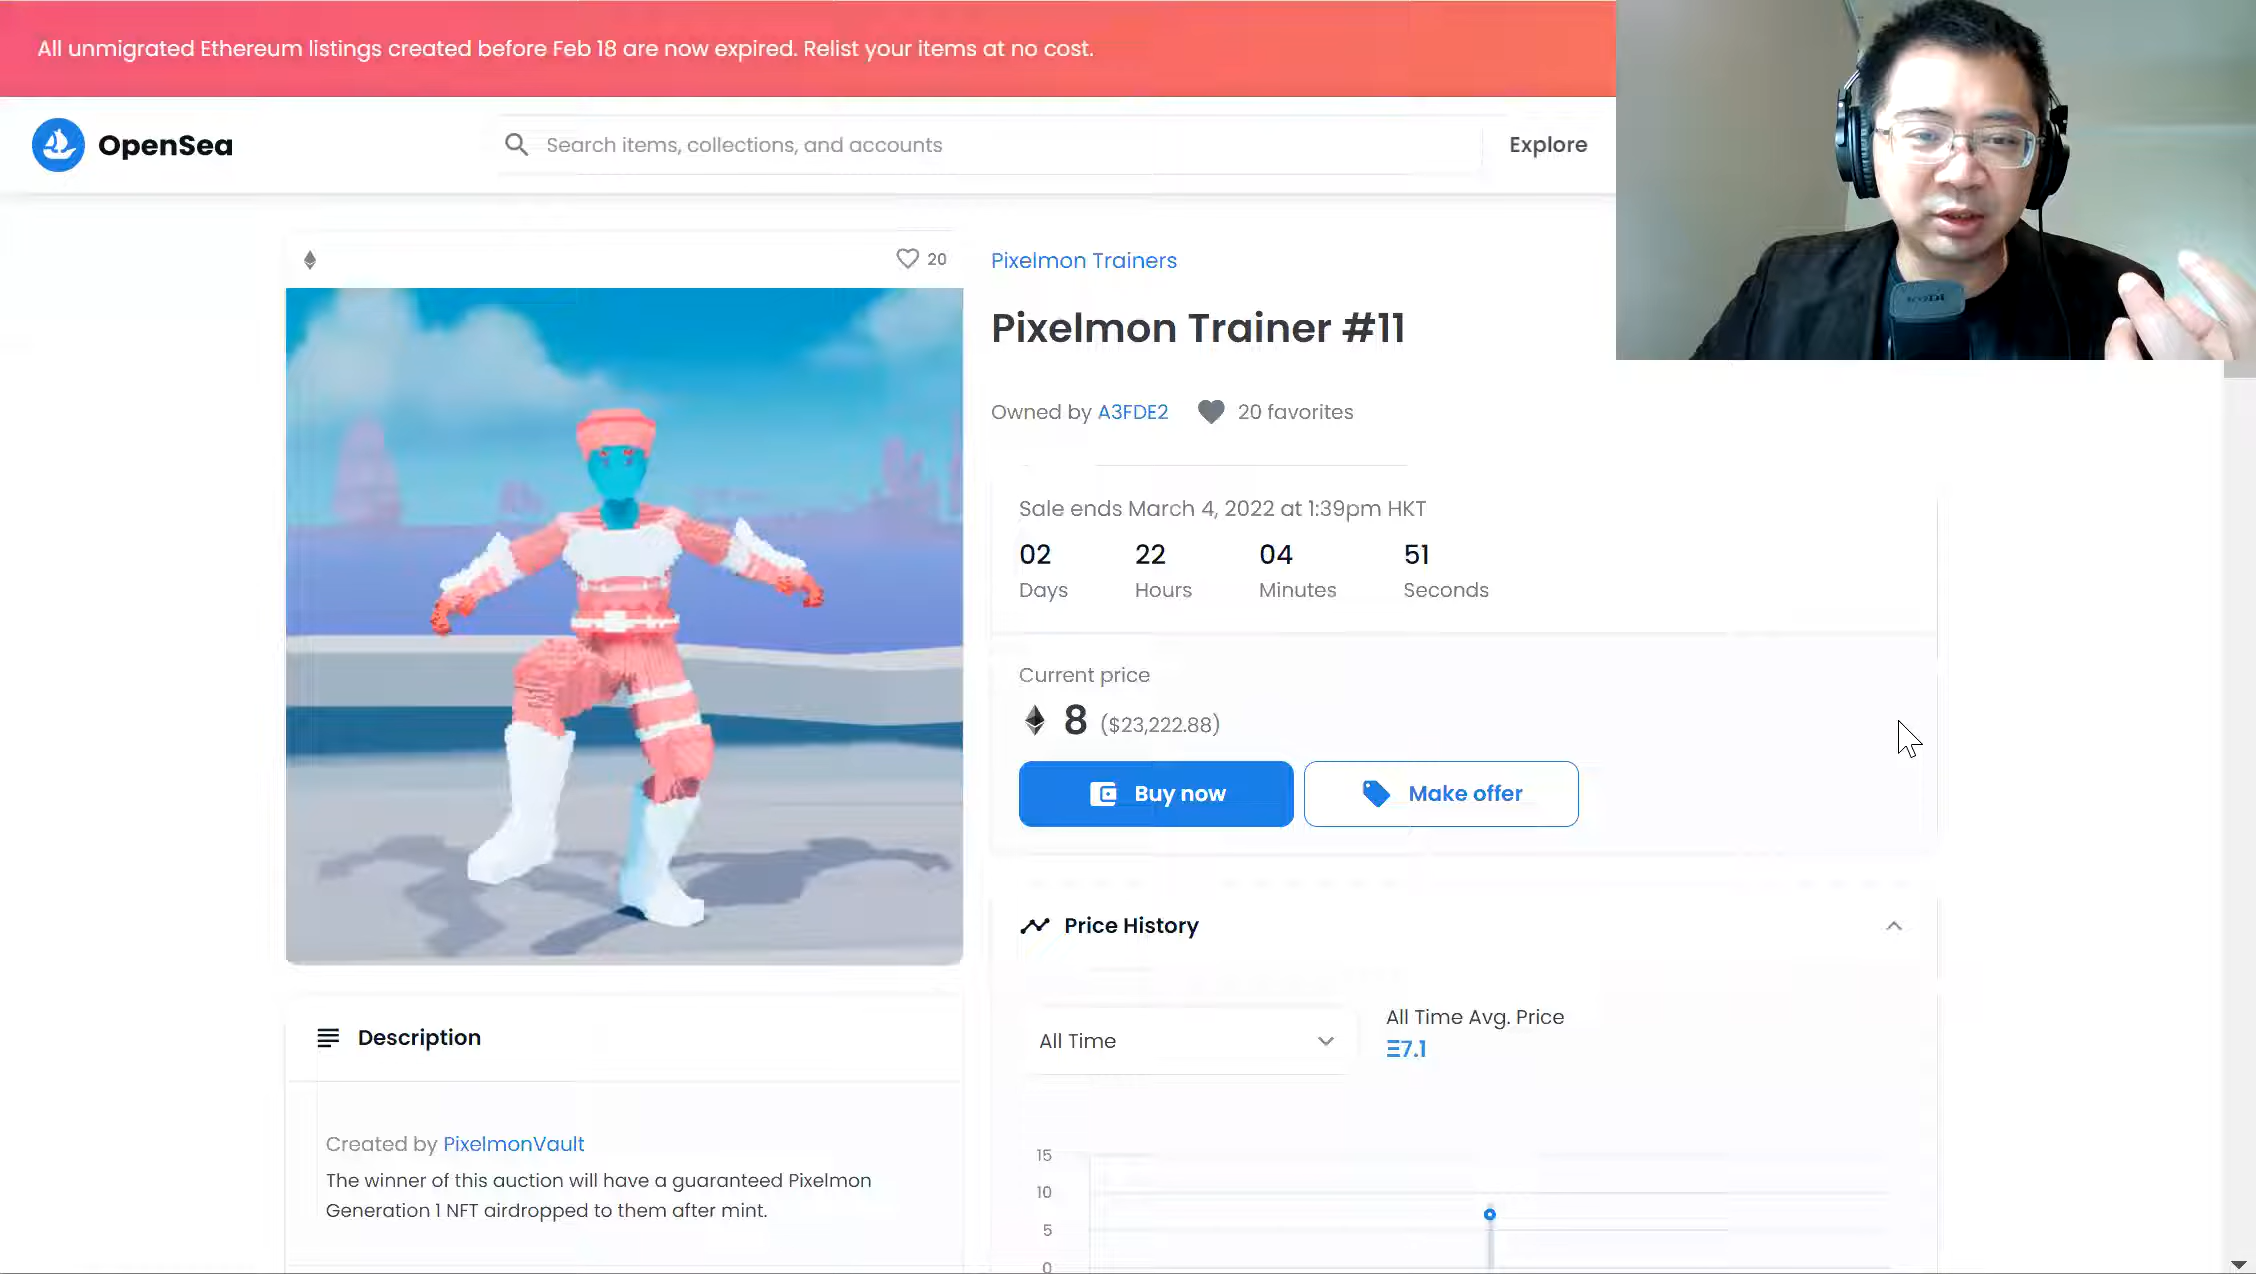 All unmigrated Ethereum listings created before Feb 18 are now expired. Relist your items at no cost.
OpenSea
Search items, collections, and accounts
Explore
20
Pixelmon Trainers
Pixelmon Trainer #11
Owned by A3FDE2 20 favorites
Sale ends March 4, 2022 at 1:39pm HKT
02 22 04 51
Days Hours Minutes Seconds
Current price
8 ($23,222.88)
Buy now Make offer
Price History
All Time
All Time Avg. Price
Ξ7.1
15
10
5
0
Description
Created by PixelmonVault
The winner of this auction will have a guaranteed Pixelmon
Generation 1 NFT airdropped to them after mint.